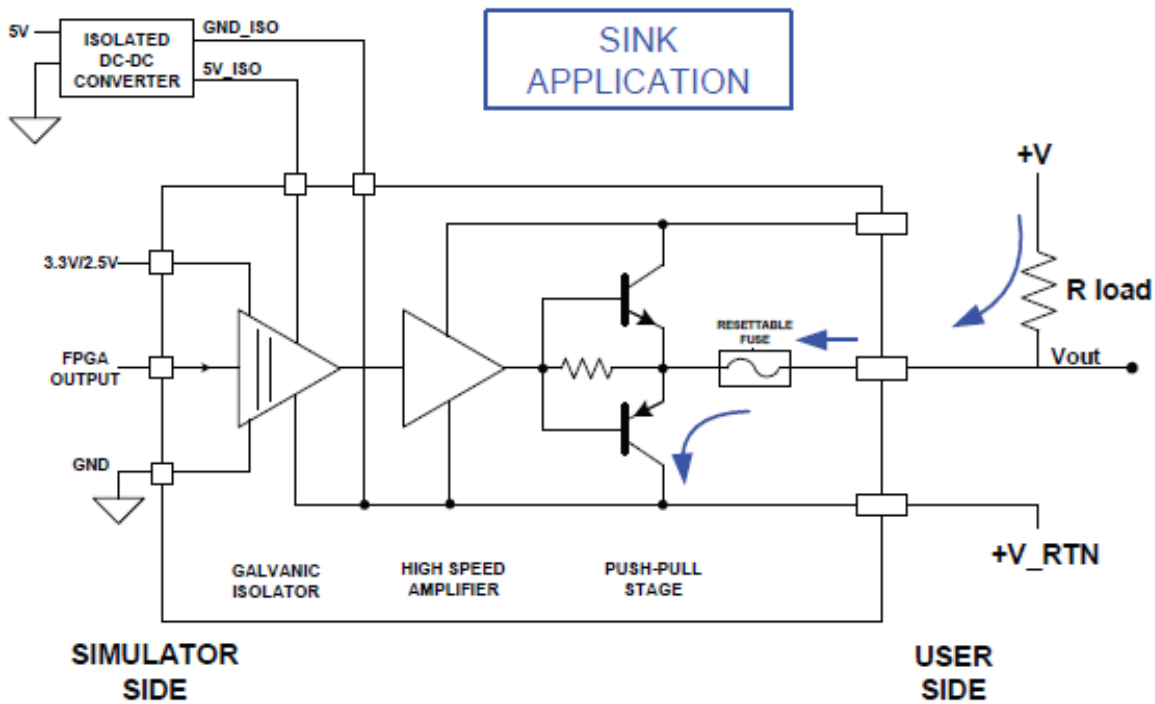 5V
ISOLATED
DC-DC
CONVERTER
GND_ISO
5V_ISO
SINK
APPLICATION
+V
3.3V/2.5V
R load
RESETTABLE
FUSE
FPGA
OUTPUT
Vout
GND
+V_RTN
GALVANIC
ISOLATOR
HIGH SPEED
AMPLIFIER
PUSH-PULL
STAGE
SIMULATOR
SIDE
USER
SIDE